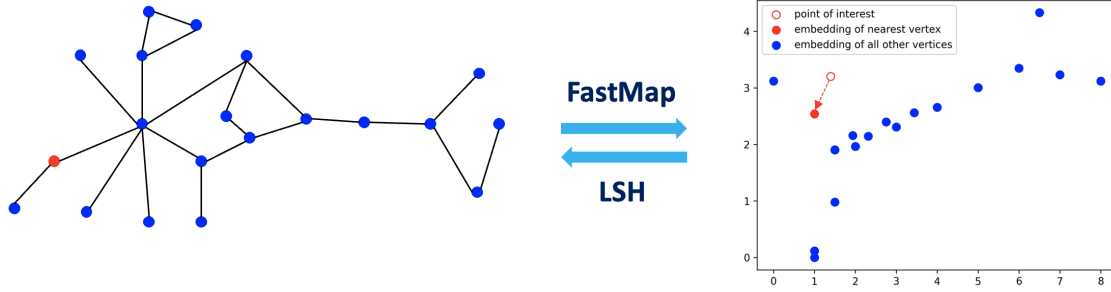 FastMap
LSH
point of interest
embedding of nearest vertex
embedding of all other vertices
4
3
2
1
0
0 1 2 3 4 5 6 7 8